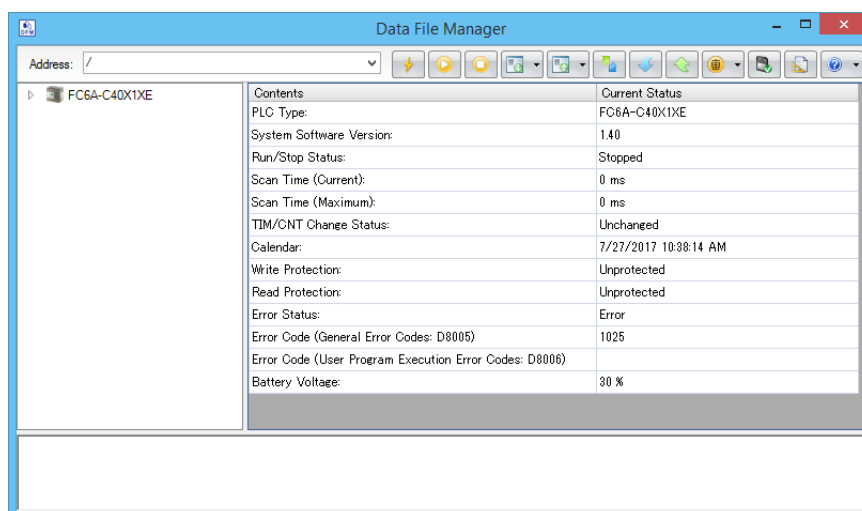 Data File Manager
Address: /
FC6A-C40X1XE
Contents Current Status
PLC Type: FC6A-C40X1XE
System Software Version: 1.40
Run/Stop Status: Stopped
Scan Time (Current): 0 ms
Scan Time (Maximum): 0 ms
TIM/CNT Change Status: Unchanged
Calendar: 7/27/2017 10:38:14 AM
Write Protection: Unprotected
Read Protection: Unprotected
Error Status: Error
Error Code (General Error Codes: D8005) 1025
Error Code (User Program Execution Error Codes: D8006)
Battery Voltage: 30 %